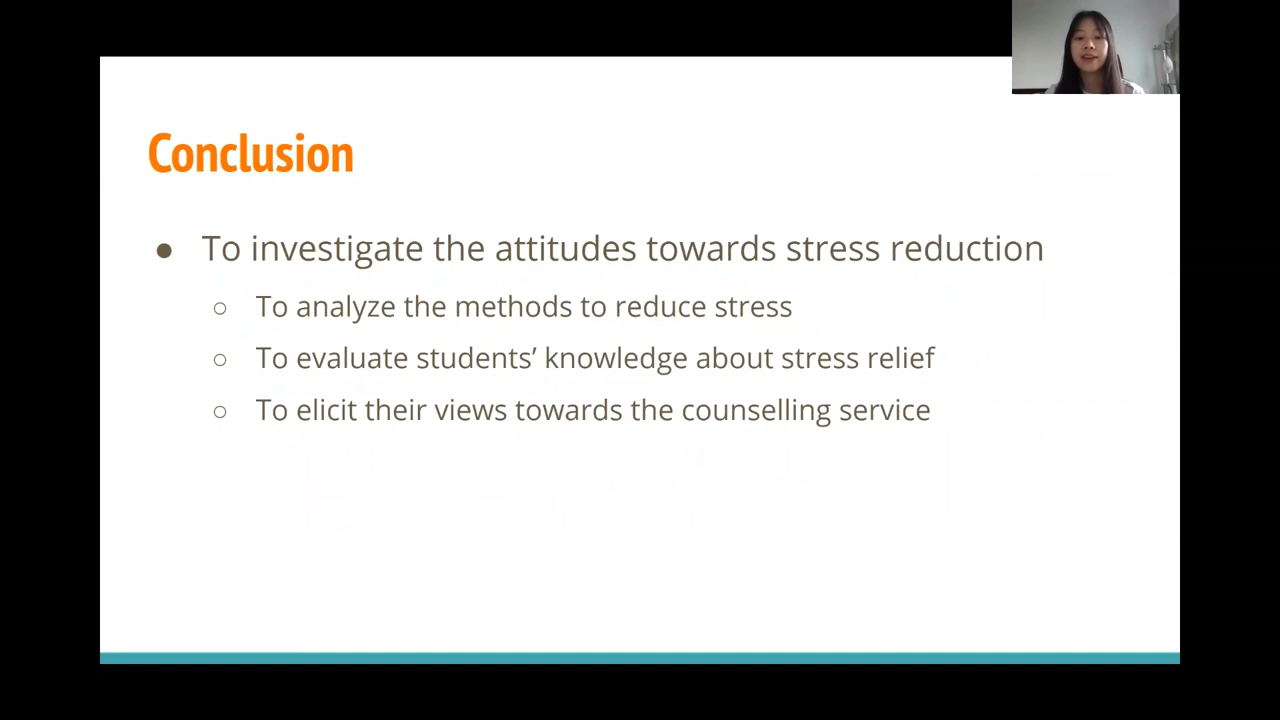 Conclusion
● To investigate the attitudes towards stress reduction
○ To analyze the methods to reduce stress
○ To evaluate students’ knowledge about stress relief
○ To elicit their views towards the counselling service